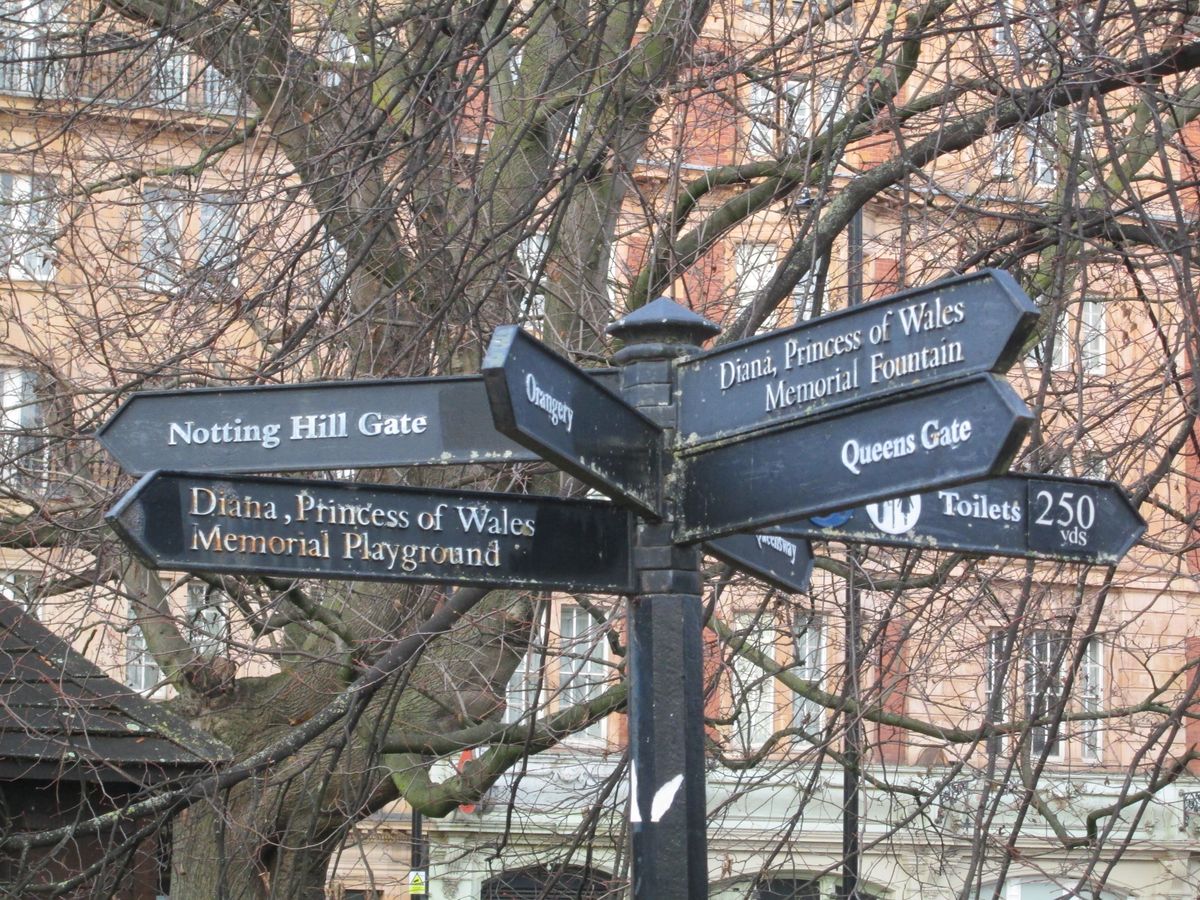 Notting Hill Gate
Diana, Princess of Wales
Memorial Playground
Orangery
Diana, Princess of Wales
Memorial Fountain
Queens Gate
Toilets
250
yds
Queensway